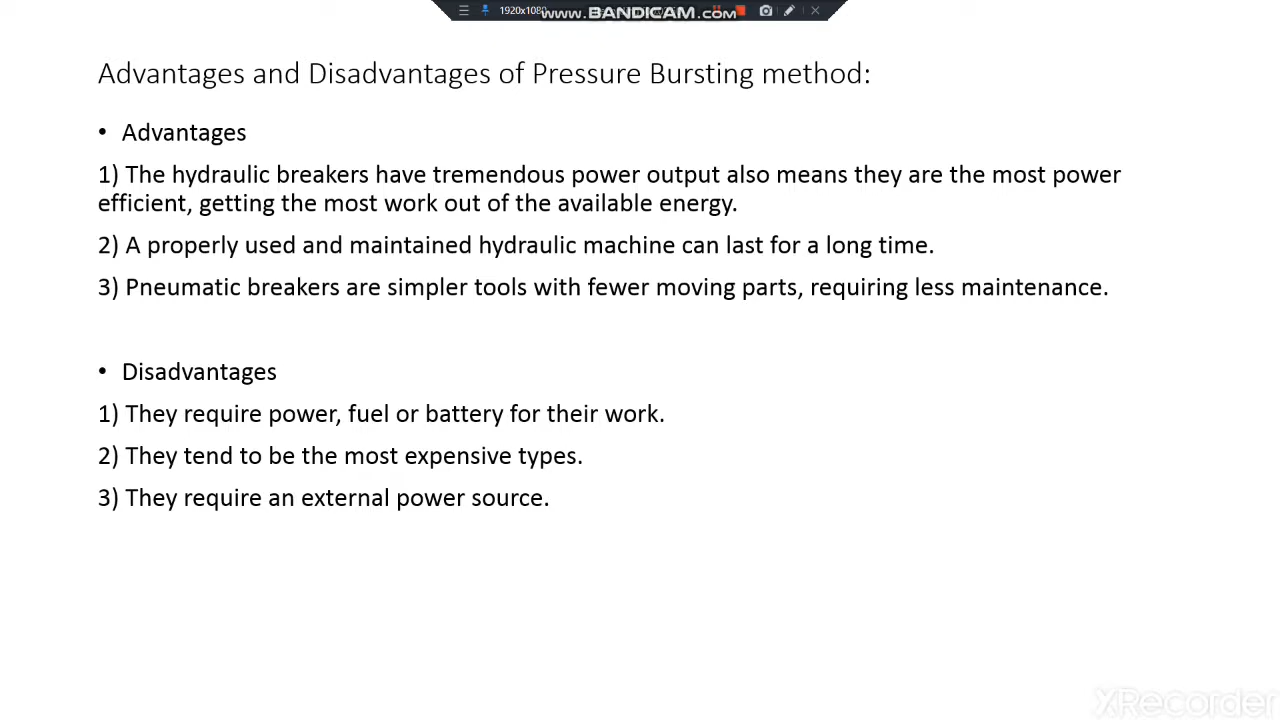 1920x1080
www.BANDICAM.com
Advantages and Disadvantages of Pressure Bursting method:
• Advantages
1) The hydraulic breakers have tremendous power output also means they are the most power
efficient, getting the most work out of the available energy.
2) A properly used and maintained hydraulic machine can last for a long time.
3) Pneumatic breakers are simpler tools with fewer moving parts, requiring less maintenance.
• Disadvantages
1) They require power, fuel or battery for their work.
2) They tend to be the most expensive types.
3) They require an external power source.
XRecorder